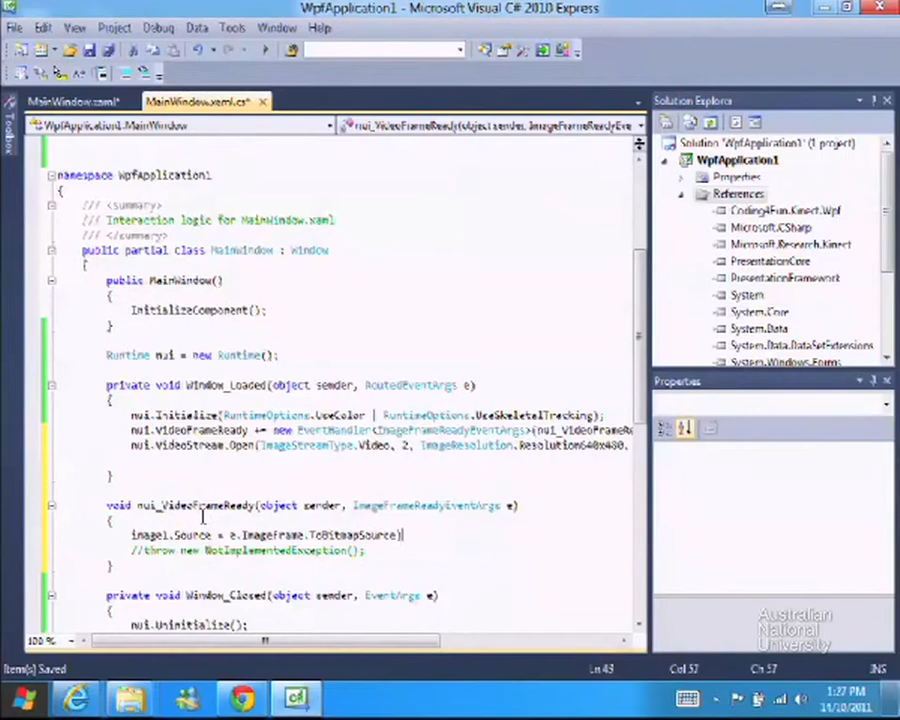 WpfApplication1 - Microsoft Visual C# 2010 Express
File Edit View Project Debug Data Tools Window Help
MainWindow.xaml* MainWindow.xaml.cs*
WpfApplication1.MainWindow nui_VideoFrameReady(object sender, ImageFrameReadyEve
namespace WpfApplication1
{
/// <summary>
/// Interaction logic for MainWindow.xaml
/// </summary>
public partial class MainWindow : Window
{
public MainWindow()
{
InitializeComponent();
}
Runtime nui = new Runtime();
private void Window_Loaded(object sender, RoutedEventArgs e)
{
nui.Initialize(RuntimeOptions.UseColor | RuntimeOptions.UseSkeletalTracking);
nui.VideoFrameReady += new EventHandler<ImageFrameReadyEventArgs>(nui_VideoFrameRe
nui.VideoStream.Open(ImageStreamType.Video, 2, ImageResolution.Resolution640x480,
}
void nui_VideoFrameReady(object sender, ImageFrameReadyEventArgs e)
{
image1.Source = e.ImageFrame.ToBitmapSource)
//throw new NotImplementedException();
}
private void Window_Closed(object sender, EventArgs e)
{
nui.Uninitialize();
100 %
Toolbox
Solution Explorer
Solution 'WpfApplication1' (1 project)
WpfApplication1
Properties
References
Coding4Fun.Kinect.Wpf
Microsoft.CSharp
Microsoft.Research.Kinect
PresentationCore
PresentationFramework
System
System.Core
System.Data
System.Data.DataSetExtensions
System.Windows.Forms
Properties
Australian
National
University
Item(s) Saved Ln 43 Col 57 Ch 57 INS
1:27 PM
14/10/2011